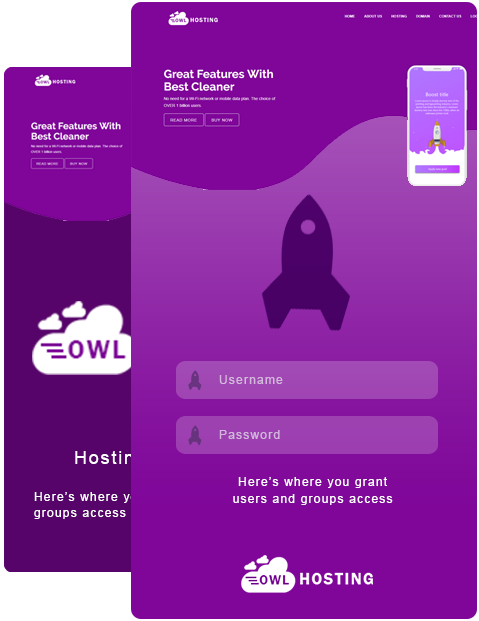 OWL HOSTING
HOME ABOUT US HOSTING DOMAIN CONTACT US
Great Features With
Best Cleaner
No need for a Wi-Fi network or mobile data plan. The choice of
OVER 1 billion users.
READ MORE BUY NOW
Boost title
Username
Password
Here's where you grant
users and groups access
OWL HOSTING
OWL HOSTING
Great Features With
Best Cleaner
No need for a Wi-Fi network or mobile data plan. The choice of
OVER 1 billion users.
READ MORE BUY NOW
OWL
Hostin
Here's where y
groups access